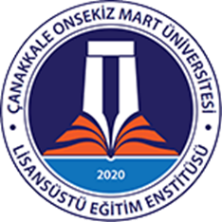 ÇANAKKALE ONSEKİZ MART ÜNİVERSİTESİ
2020
LİSANSÜSTÜ EĞİTİM ENSTİTÜSÜ